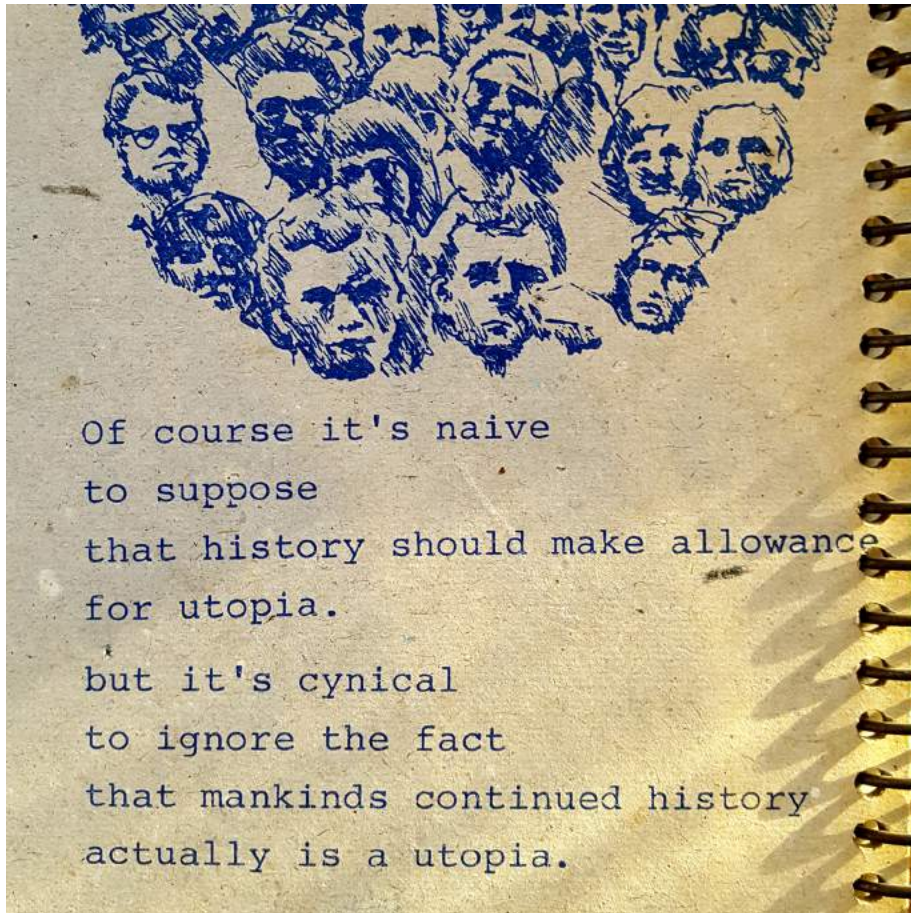 Of course it's naive
to suppose
that history should make allowance
for utopia.
but it's cynical
to ignore the fact
that mankinds continued history
actually is a utopia.